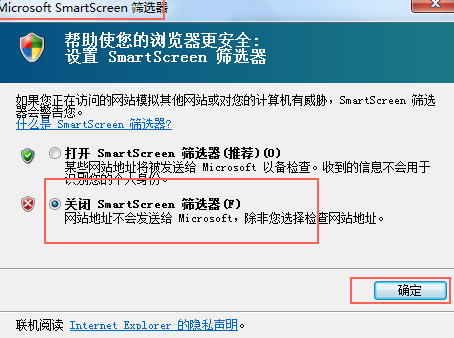 Microsoft SmartScreen 筛选器
帮助使您的浏览器更安全:
设置 SmartScreen 筛选器
如果您正在访问的网站模拟其他网站或对您的计算机有威胁，SmartScreen 筛选
器会警告您。
什么是 SmartScreen 筛选器?
打开 SmartScreen 筛选器(推荐)(O)
某些网站地址将被发送给 Microsoft 以备检查。收到的信息不会用于
识别您的个人身份。
关闭 SmartScreen 筛选器(F)
网站地址不会发送给 Microsoft，除非您选择检查网站地址。
确定
联机阅读 Internet Explorer 的隐私声明。